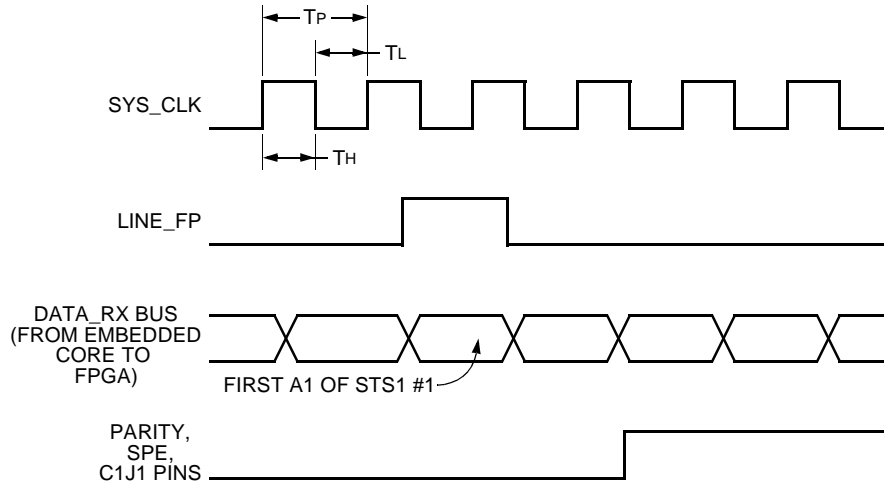 TP
TL
SYS_CLK
TH
LINE_FP
DATA_RX BUS
(FROM EMBEDDED
CORE TO
FPGA)
FIRST A1 OF STS1 #1
PARITY,
SPE,
C1J1 PINS